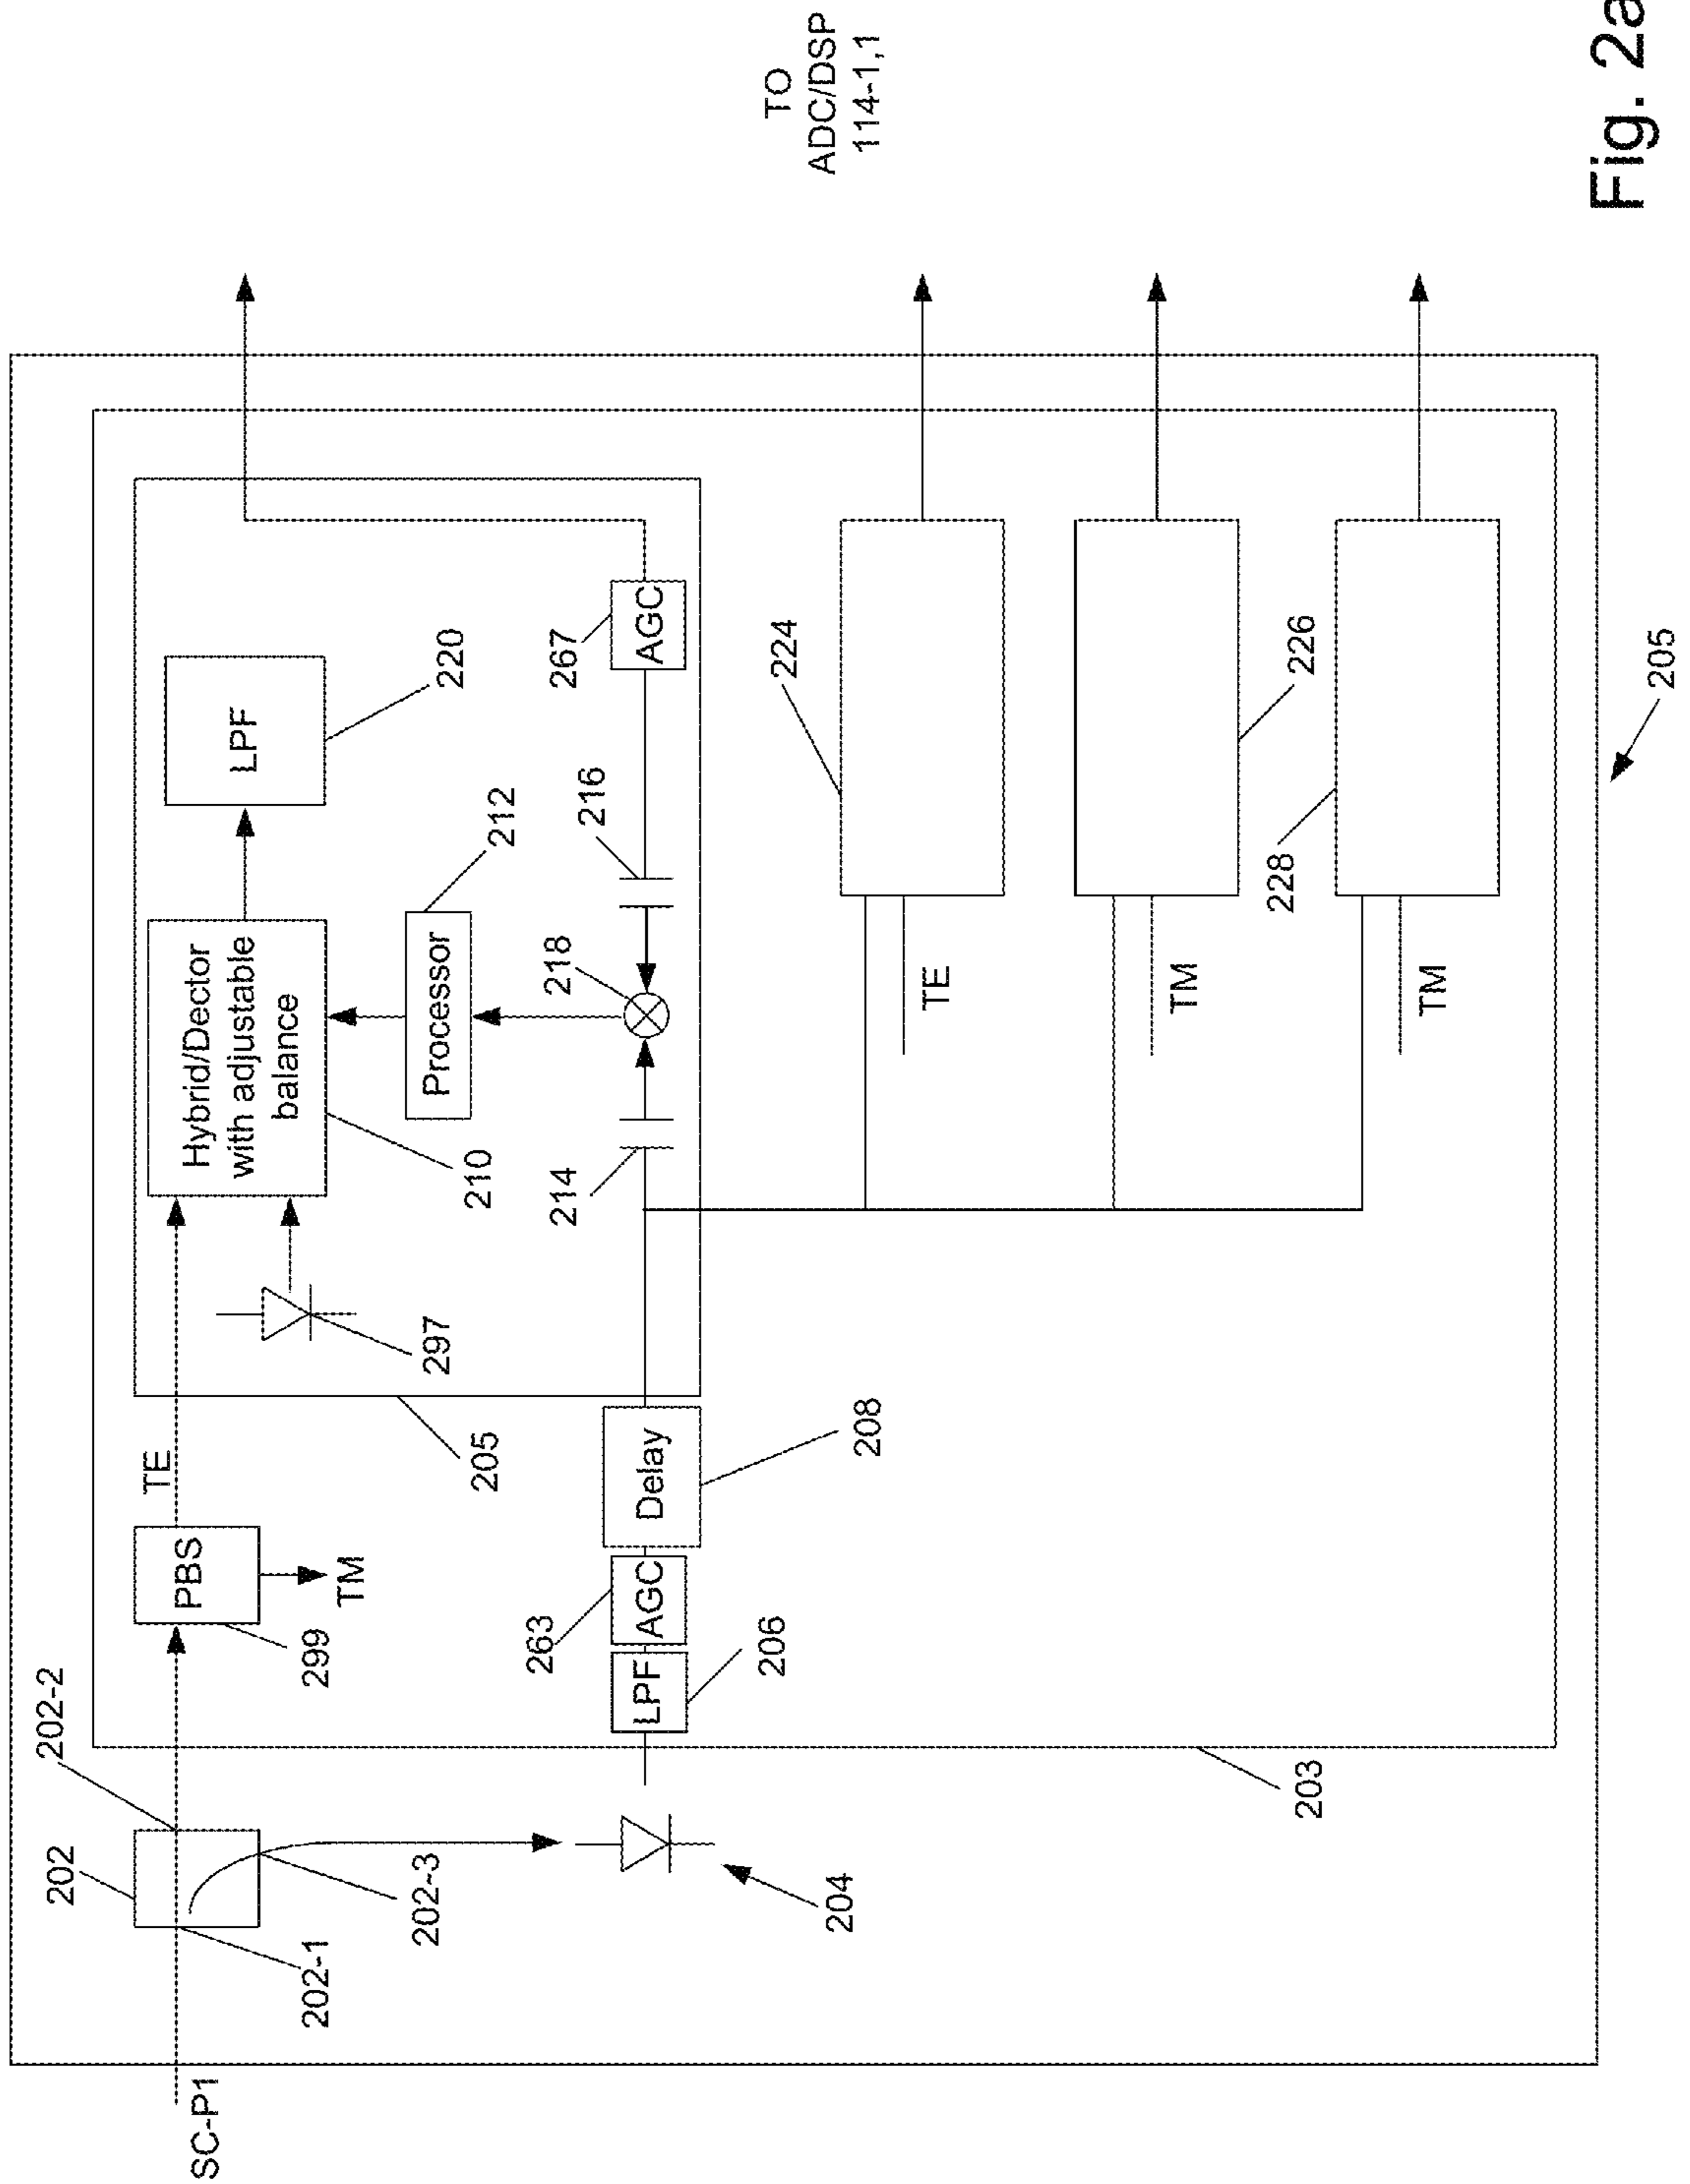 SC-P1
202
202-1
202-2
202-3
204
PBS
299
TE
TM
LPF
206
AGC
263
Delay
208
203
205
297
Hybrid/Dector
with adjustable
balance
210
LPF
220
Processor
212
214
218
216
AGC
267
224
TE
226
TM
228
TM
205
TO
ADC/DSP
114-1,1
Fig. 2a